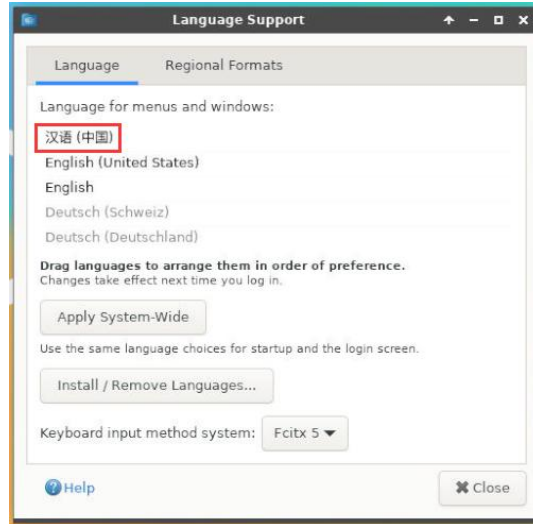 Language Support
Language Regional Formats
Language for menus and windows:
汉语 (中国)
English (United States)
English
Deutsch (Schweiz)
Deutsch (Deutschland)
Drag languages to arrange them in order of preference.
Changes take effect next time you log in.
Apply System-Wide
Use the same language choices for startup and the login screen.
Install / Remove Languages...
Keyboard input method system: Fcitx 5
Help Close